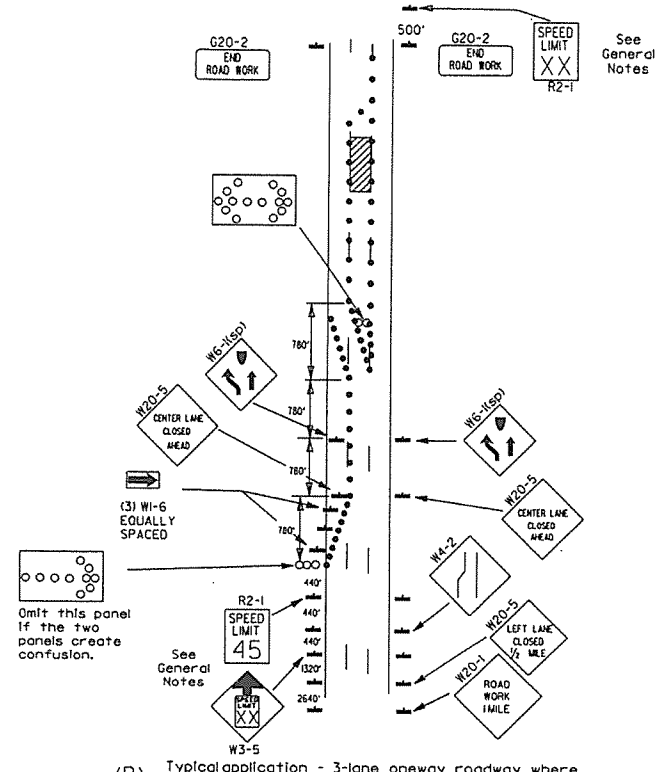 500'
G20-2
END
ROAD WORK
G20-2
END
ROAD WORK
SPEED
LIMIT
XX
R2-1
See
General
Notes
780'
W6-1(sp)
780'
W20-5
CENTER LANE
CLOSED
AHEAD
780'
W6-1(sp)
(3) W1-6
EQUALLY
SPACED
780'
W20-5
CENTER LANE
CLOSED
AHEAD
Omit this panel
if the two
panels create
confusion.
440'
R2-1
SPEED
LIMIT
45
440'
W4-2
440'
See
General
Notes
1320'
W20-5
LEFT LANE
CLOSED
1/2 MILE
SPEED
LIMIT
XX
W3-5
2640'
W20-1
ROAD
WORK
1 MILE
Typical application - 3-lane oneway roadway where